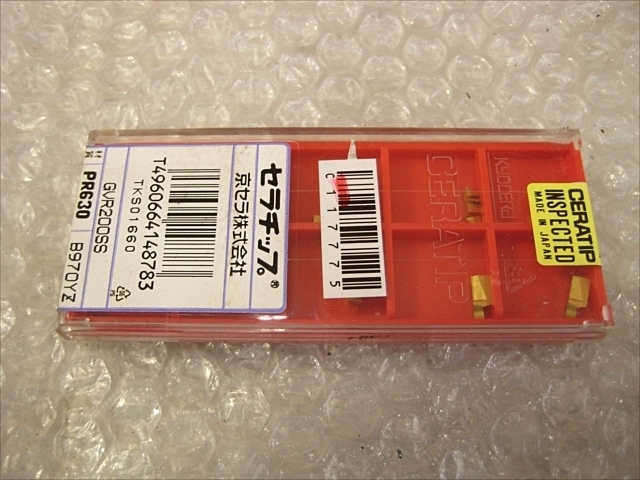 セラチップ®
京セラ株式会社
T4960664148783
TKS01660
GVR200SS
PR630
B970YZ
C117775
CERATIP
KYOCERA
CERATIP
INSPECTED
MADE IN JAPAN